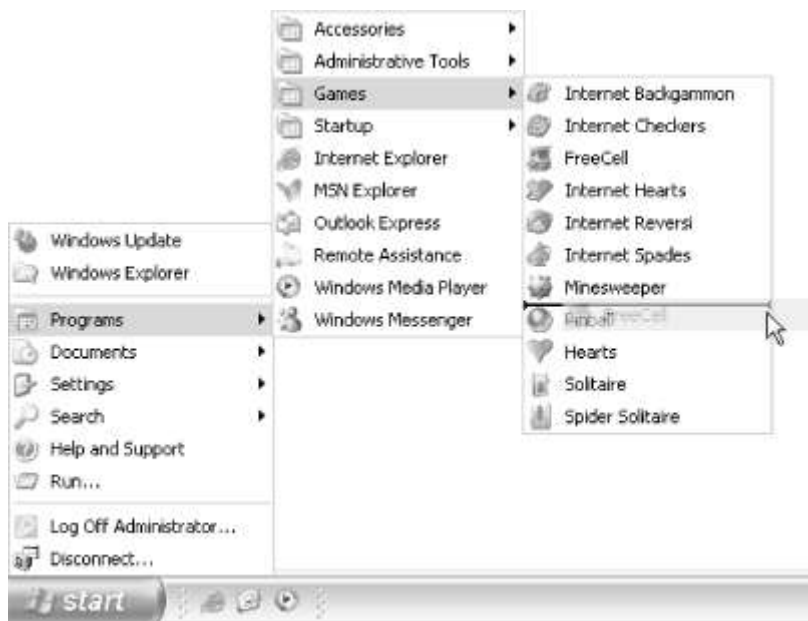 Accessories
Administrative Tools
Games
Startup
Internet Explorer
MSN Explorer
Outlook Express
Remote Assistance
Windows Media Player
Windows Messenger
Internet Backgammon
Internet Checkers
FreeCell
Internet Hearts
Internet Reversi
Internet Spades
Minesweeper
Pinball FreeCell
Hearts
Solitaire
Spider Solitaire
Windows Update
Windows Explorer
Programs
Documents
Settings
Search
Help and Support
Run...
Log Off Administrator...
Disconnect...
start